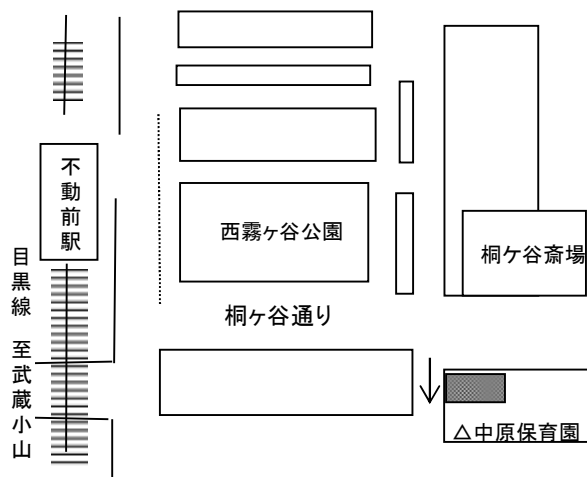 不動前駅
目黒線 至武蔵小山
西霧ヶ谷公園
桐ケ谷斎場
桐ヶ谷通り
△中原保育園